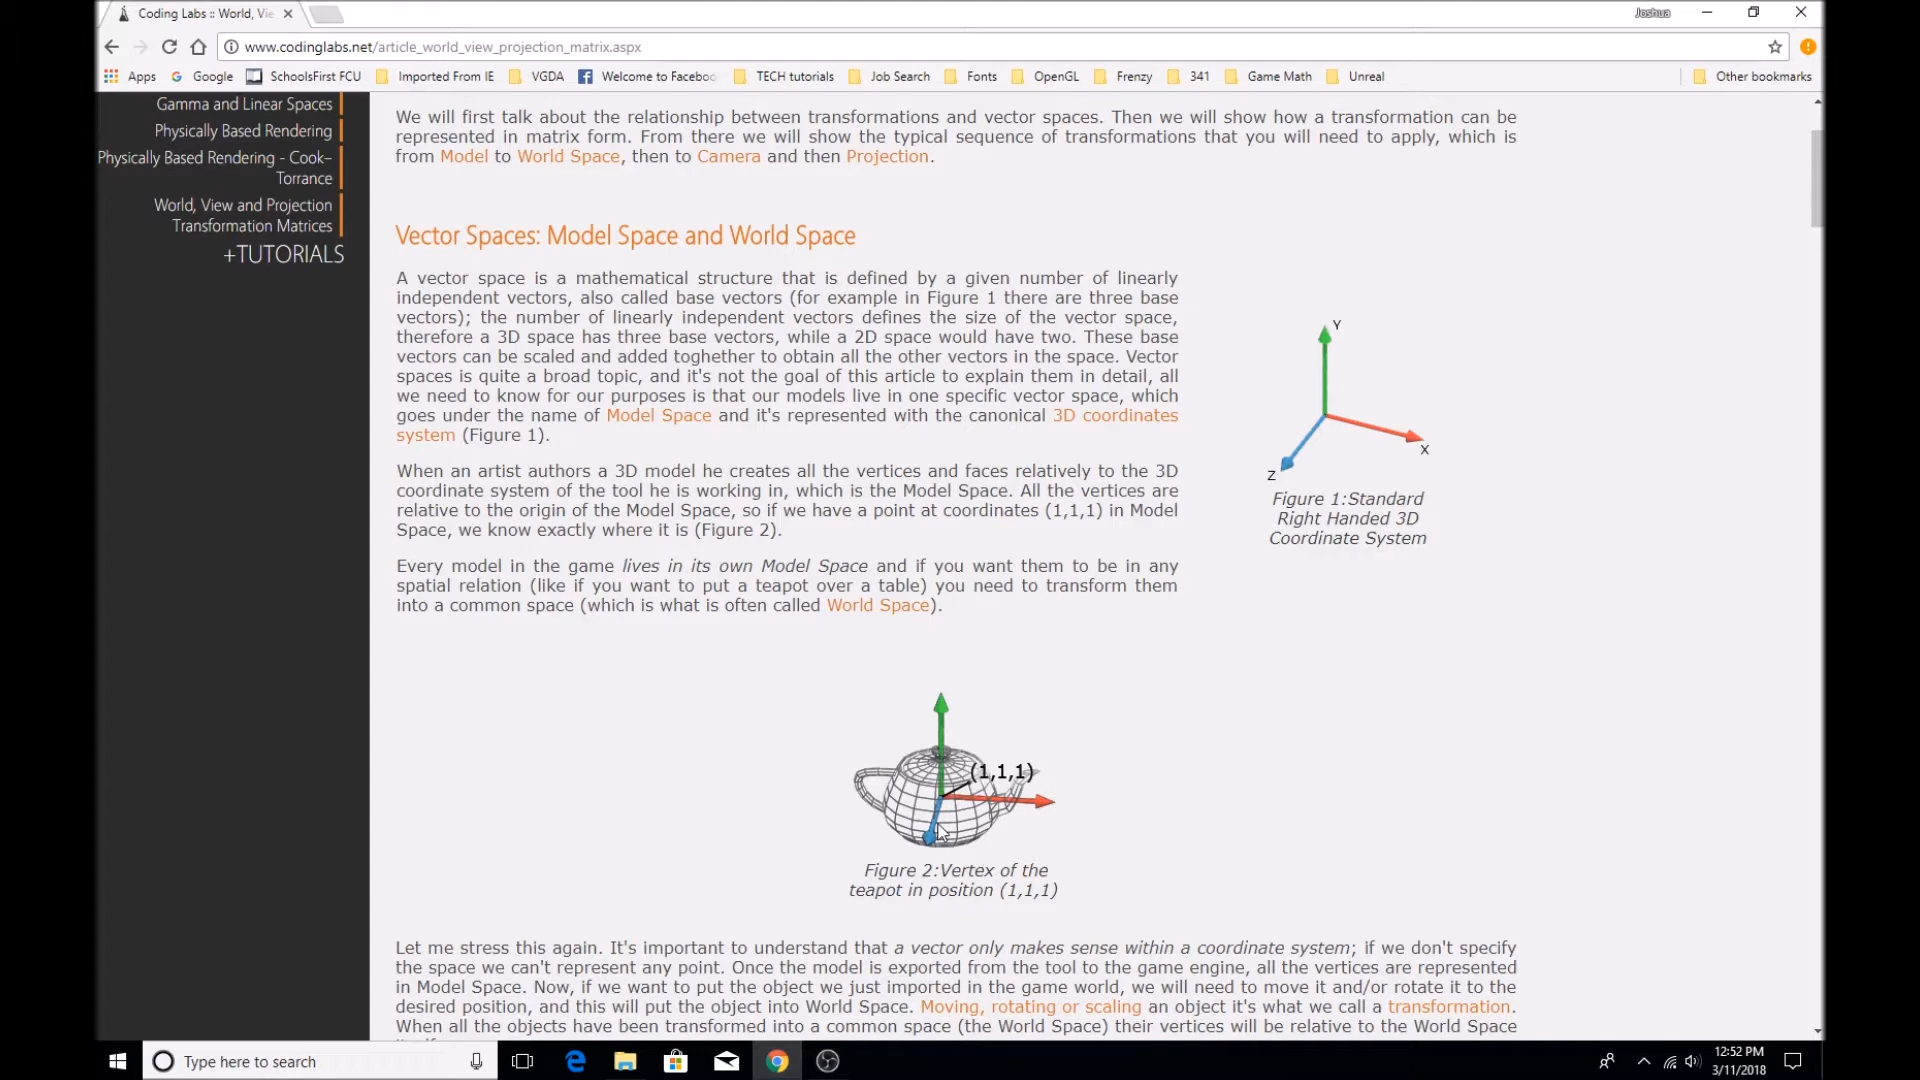 Coding Labs :: World, Vie
Joshua
www.codinglabs.net/article_world_view_projection_matrix.aspx
Apps Google SchoolsFirst FCU Imported From IE VGDA Welcome to Faceboo TECH tutorials Job Search Fonts OpenGL Frenzy 341 Game Math Unreal Other bookmarks
Gamma and Linear Spaces
Physically Based Rendering
Physically Based Rendering - Cook–
Torrance
World, View and Projection
Transformation Matrices
+TUTORIALS
We will first talk about the relationship between transformations and vector spaces. Then we will show how a transformation can be
represented in matrix form. From there we will show the typical sequence of transformations that you will need to apply, which is
from Model to World Space, then to Camera and then Projection.
Vector Spaces: Model Space and World Space
A vector space is a mathematical structure that is defined by a given number of linearly
independent vectors, also called base vectors (for example in Figure 1 there are three base
vectors); the number of linearly independent vectors defines the size of the vector space,
therefore a 3D space has three base vectors, while a 2D space would have two. These base
vectors can be scaled and added toghether to obtain all the other vectors in the space. Vector
spaces is quite a broad topic, and it's not the goal of this article to explain them in detail, all
we need to know for our purposes is that our models live in one specific vector space, which
goes under the name of Model Space and it's represented with the canonical 3D coordinates
system (Figure 1).
When an artist authors a 3D model he creates all the vertices and faces relatively to the 3D
coordinate system of the tool he is working in, which is the Model Space. All the vertices are
relative to the origin of the Model Space, so if we have a point at coordinates (1,1,1) in Model
Space, we know exactly where it is (Figure 2).
Every model in the game lives in its own Model Space and if you want them to be in any
spatial relation (like if you want to put a teapot over a table) you need to transform them
into a common space (which is what is often called World Space).
Y
X
Z
Figure 1:Standard
Right Handed 3D
Coordinate System
(1,1,1)
Figure 2:Vertex of the
teapot in position (1,1,1)
Let me stress this again. It's important to understand that a vector only makes sense within a coordinate system; if we don't specify
the space we can't represent any point. Once the model is exported from the tool to the game engine, all the vertices are represented
in Model Space. Now, if we want to put the object we just imported in the game world, we will need to move it and/or rotate it to the
desired position, and this will put the object into World Space. Moving, rotating or scaling an object it's what we call a transformation.
When all the objects have been transformed into a common space (the World Space) their vertices will be relative to the World Space
Type here to search
12:52 PM
3/11/2018